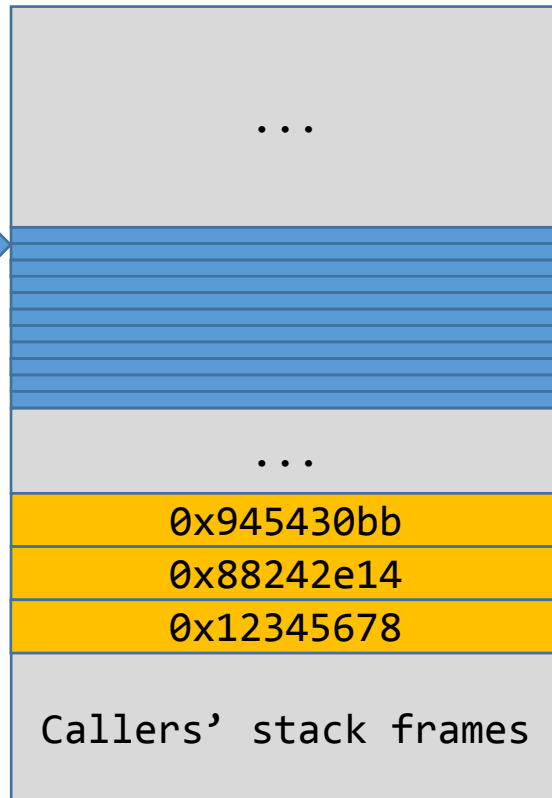 ...
...
0x945430bb
0x88242e14
0x12345678
Callers’ stack frames